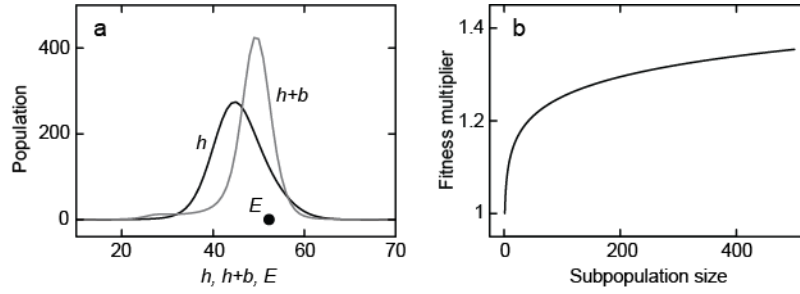 a
400
200
0
Population
h
h+b
E
20
40
60
70
h, h+b, E
b
1.4
1.2
1
Fitness multiplier
0
200
400
Subpopulation size